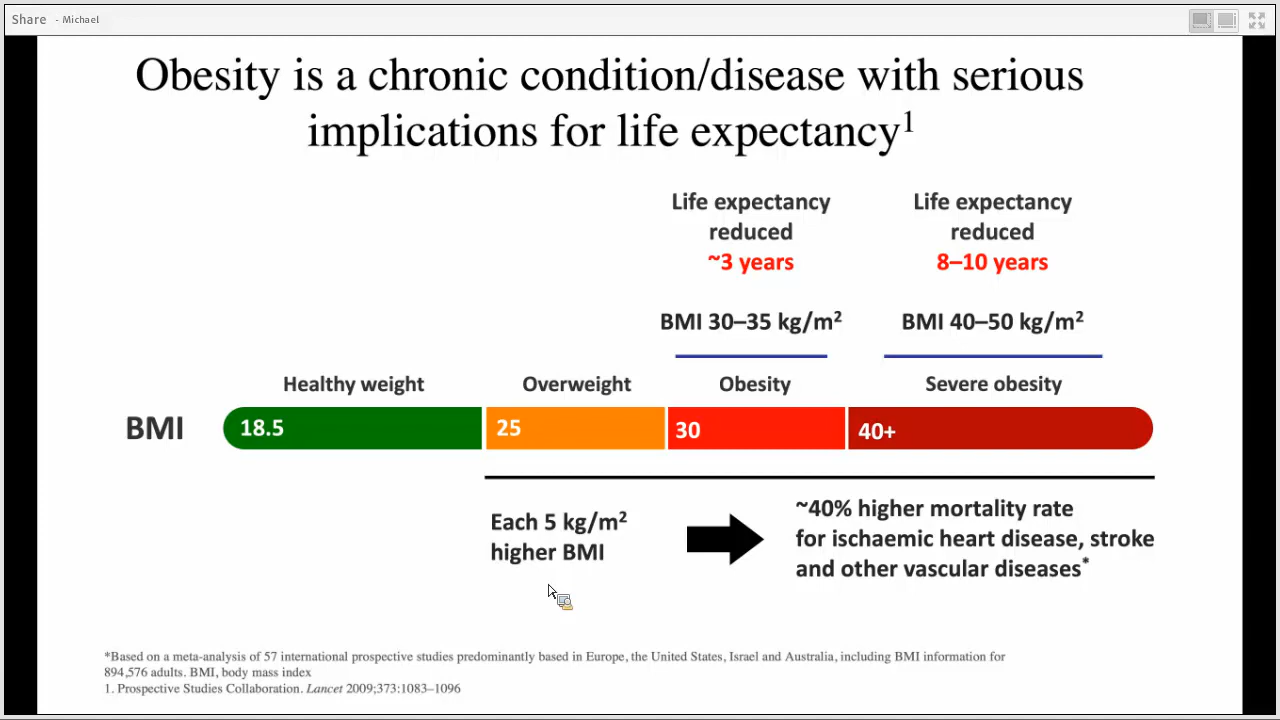 Share - Michael
Obesity is a chronic condition/disease with serious
implications for life expectancy1
Life expectancy
reduced
~3 years
Life expectancy
reduced
8–10 years
BMI 30–35 kg/m2
BMI 40–50 kg/m2
Healthy weight
Overweight
Obesity
Severe obesity
BMI
18.5
25
30
40+
Each 5 kg/m2
higher BMI
~40% higher mortality rate
for ischaemic heart disease, stroke
and other vascular diseases*
*Based on a meta-analysis of 57 international prospective studies predominantly based in Europe, the United States, Israel and Australia, including BMI information for
894,576 adults. BMI, body mass index
1. Prospective Studies Collaboration. Lancet 2009;373:1083–1096